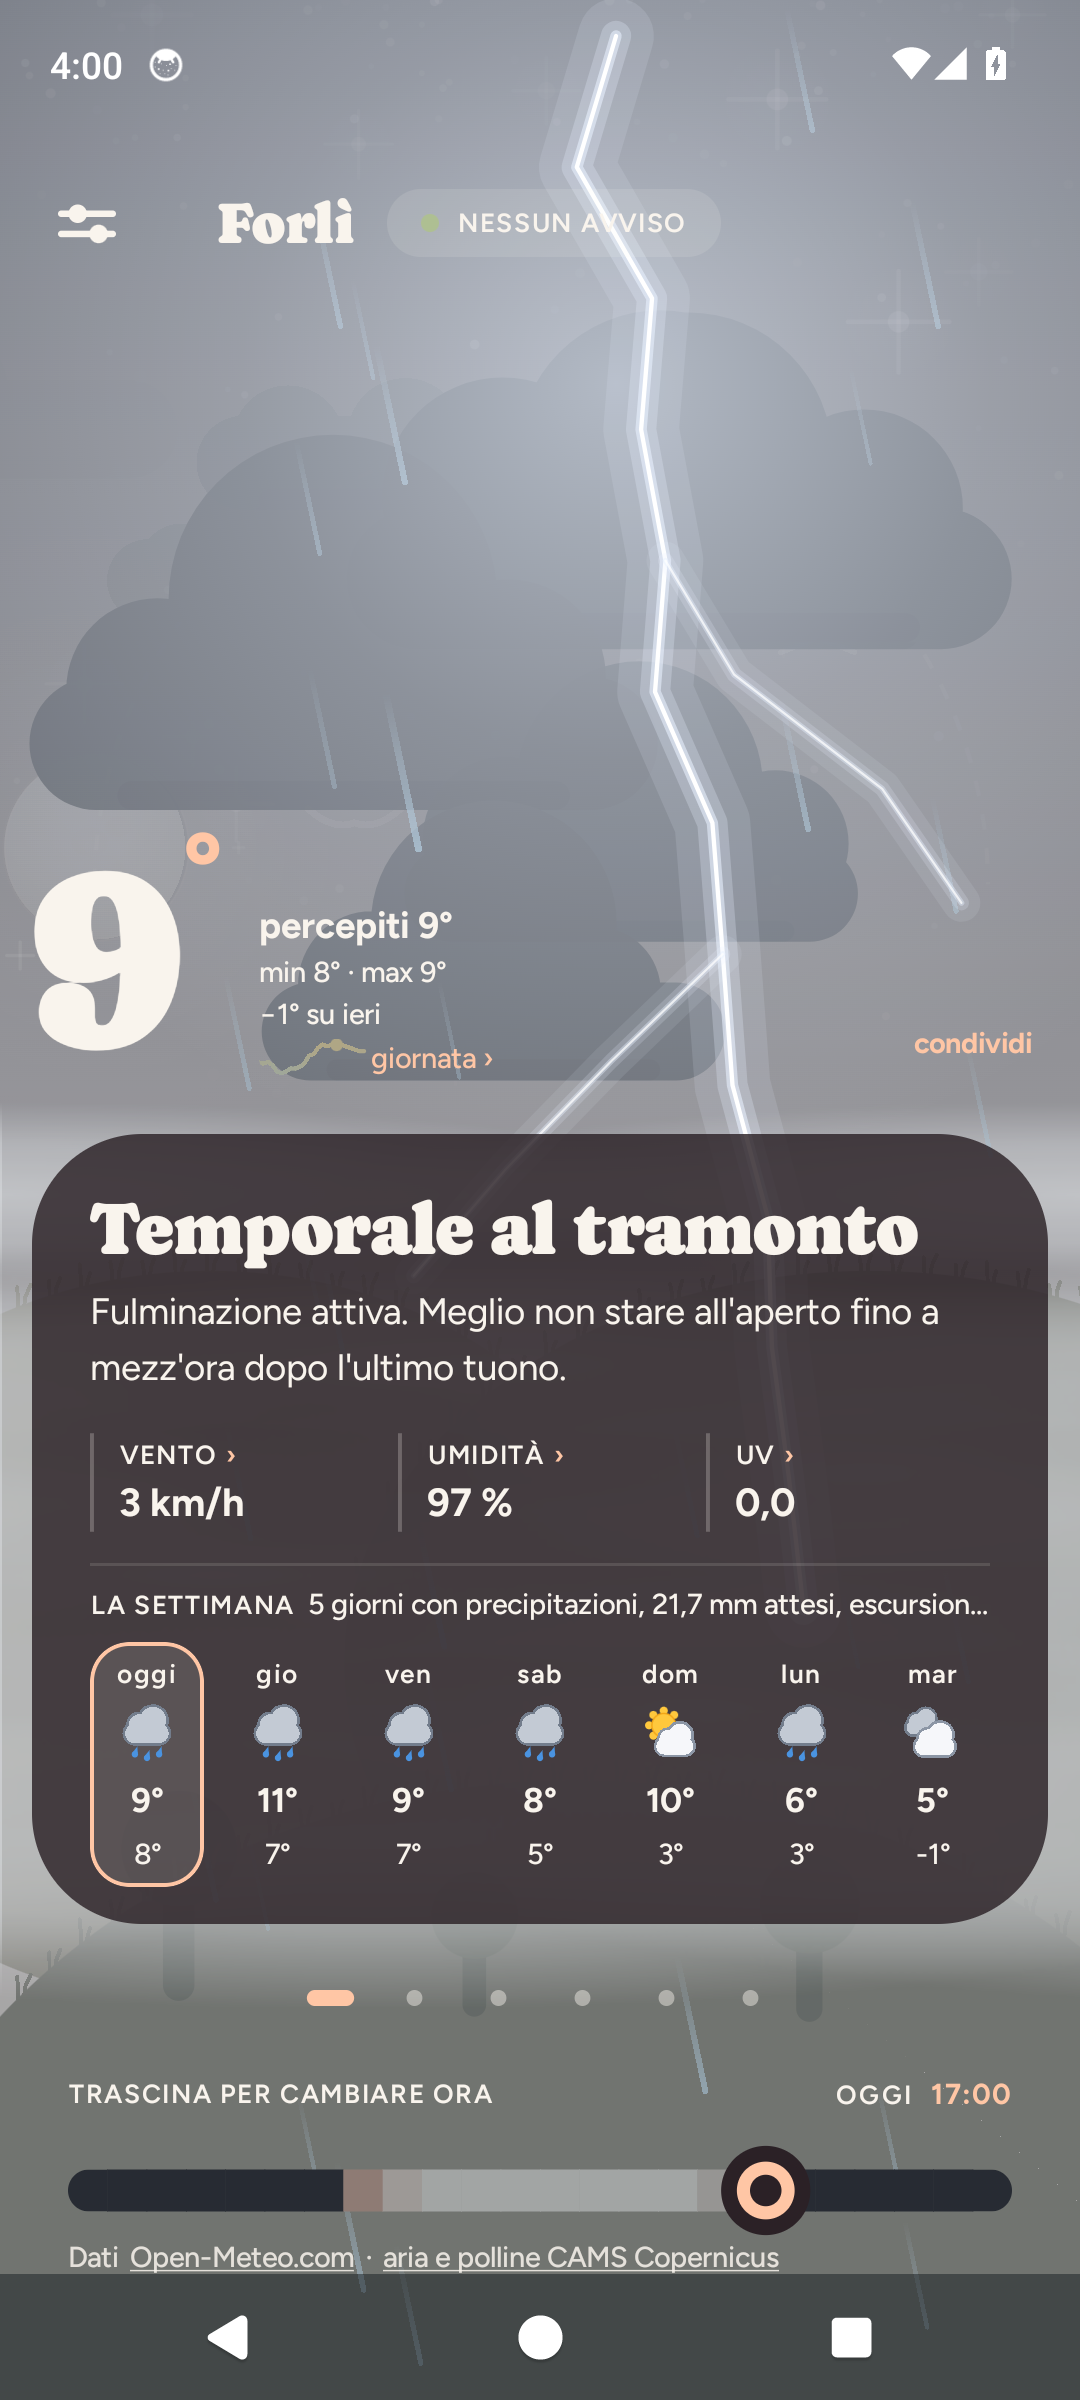 4:00
Forlì
NESSUN AVVISO
9°
percepiti 9°
min 8° · max 9°
−1° su ieri
giornata ›
condividi
Temporale al tramonto
Fulminazione attiva. Meglio non stare all'aperto fino a
mezz'ora dopo l'ultimo tuono.
VENTO › UMIDITÀ › UV ›
3 km/h 97 % 0,0
LA SETTIMANA 5 giorni con precipitazioni, 21,7 mm attesi, escursion...
oggi gio ven sab dom lun mar
9° 11° 9° 8° 10° 6° 5°
8° 7° 7° 5° 3° 3° -1°
TRASCINA PER CAMBIARE ORA OGGI 17:00
Dati Open-Meteo.com · aria e polline CAMS Copernicus